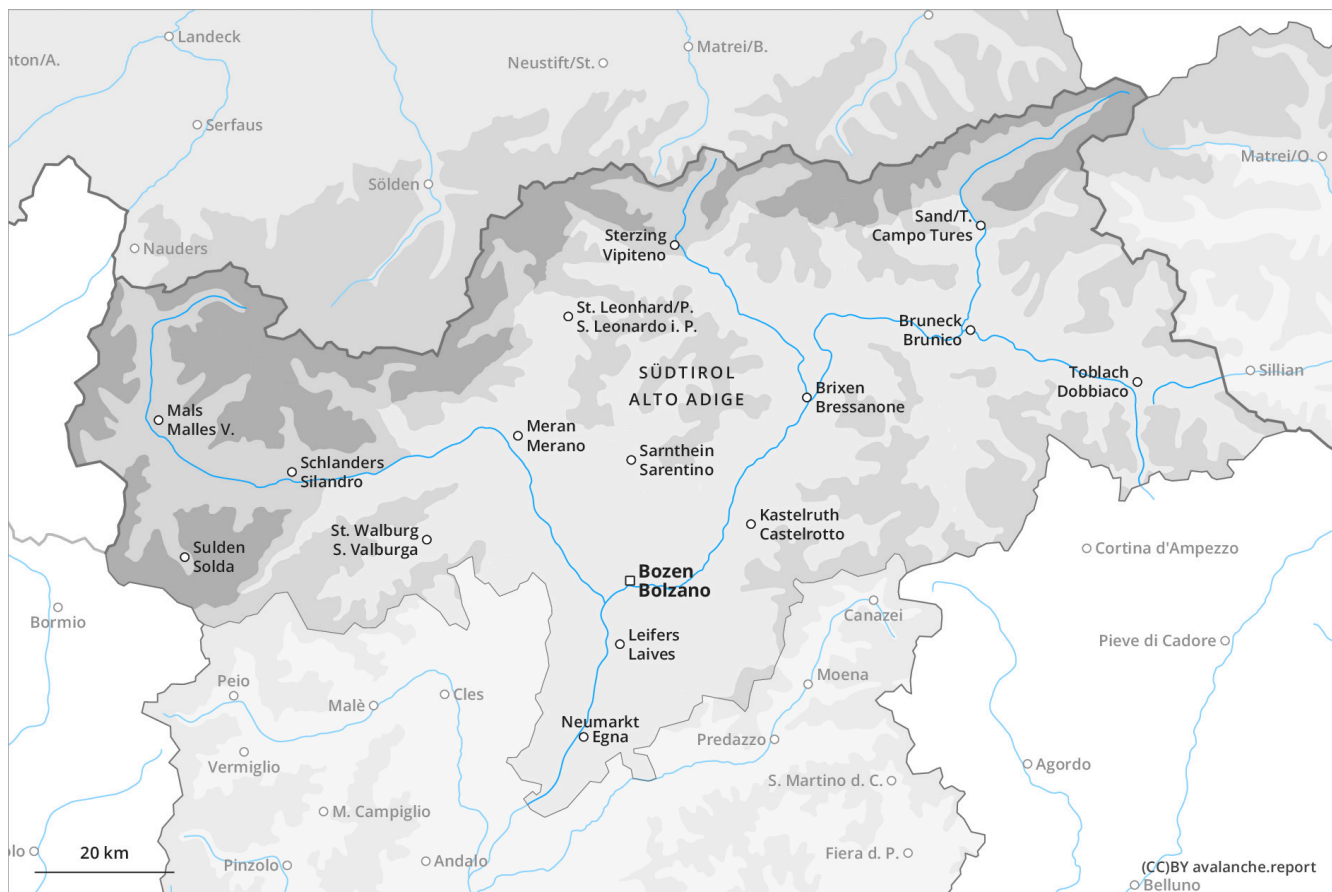 Landeck
nton/A.
Matrei/B.
Neustift/St.
Serfaus
Matrei/O.
Sölden
Sand/T.
Campo Tures
Sterzing
Vipiteno
Nauders
St. Leonhard/P.
S. Leonardo i. P.
Bruneck
Brunico
SÜDTIROL
ALTO ADIGE
Toblach
Dobbiaco
Sillian
Brixen
Bressanone
Mals
Malles V.
Meran
Merano
Sarnthein
Sarentino
Schlanders
Silandro
Kastelruth
Castelrotto
St. Walburg
S. Valburga
Sulden
Solda
Cortina d'Ampezzo
Bozen
Bolzano
Bormio
Canazei
Leifers
Laives
Pieve di Cadore
Peio
Malè
Cles
Moena
Neumarkt
Egna
Predazzo
Vermiglio
Agordo
S. Martino d. C.
M. Campiglio
olo
20 km
Pinzolo
Andalo
Fiera d. P.
(CC)BY avalanche.report
Belluno